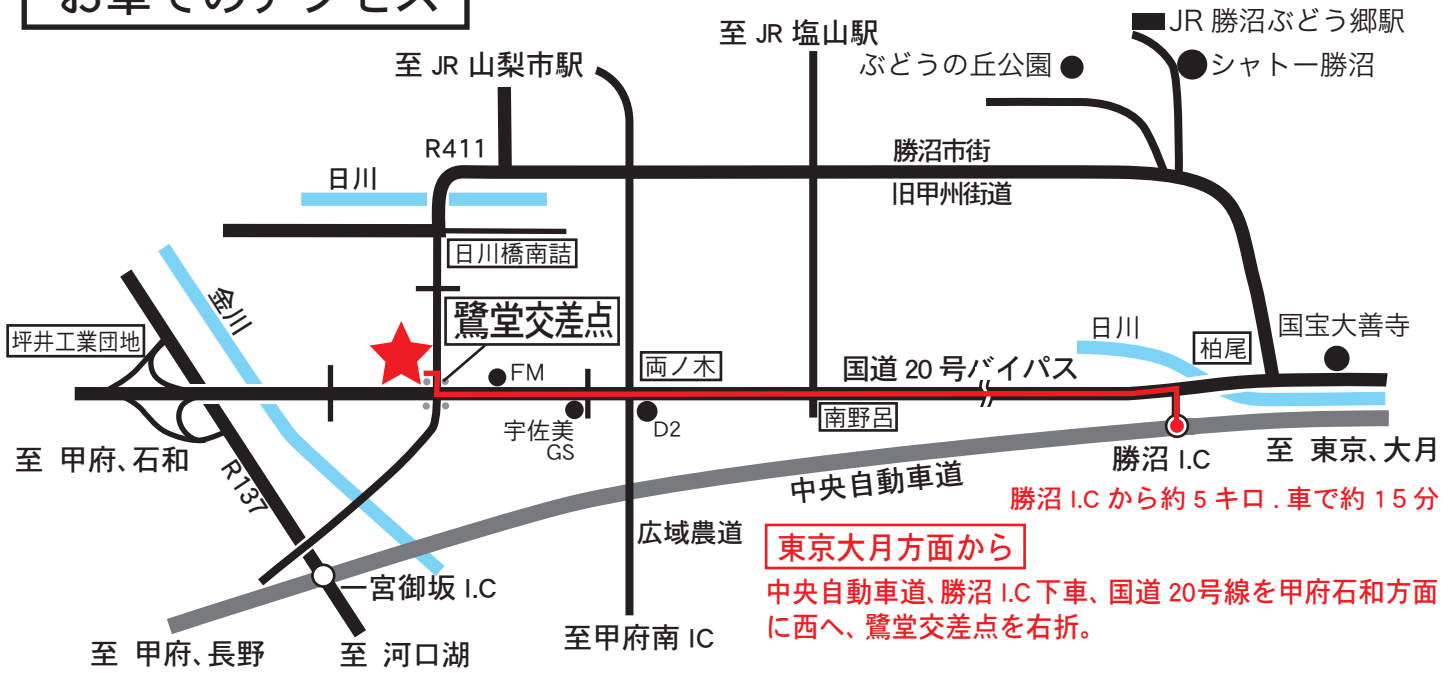 お車でのアクセス
至 JR 塩山駅
JR 勝沼ぶどう郷駅
至 JR 山梨市駅
ぶどうの丘公園
シャトー勝沼
R411
勝沼市街
日川
旧甲州街道
日川橋南詰
金川
鷺堂交差点
日川
国宝大善寺
坪井工業団地
柏尾
FM
両ノ木
国道 20 号バイパス
宇佐美
GS
D2
南野呂
至 甲府、石和
R137
勝沼 I.C
至 東京、大月
中央自動車道
勝沼 I.C から約 5 キロ . 車で約 15 分
広域農道
東京大月方面から
一宮御坂 I.C
中央自動車道、勝沼 I.C 下車、国道 20号線を甲府石和方面
に西へ、鷺堂交差点を右折。
至 甲府、長野
至 河口湖
至甲府南 IC